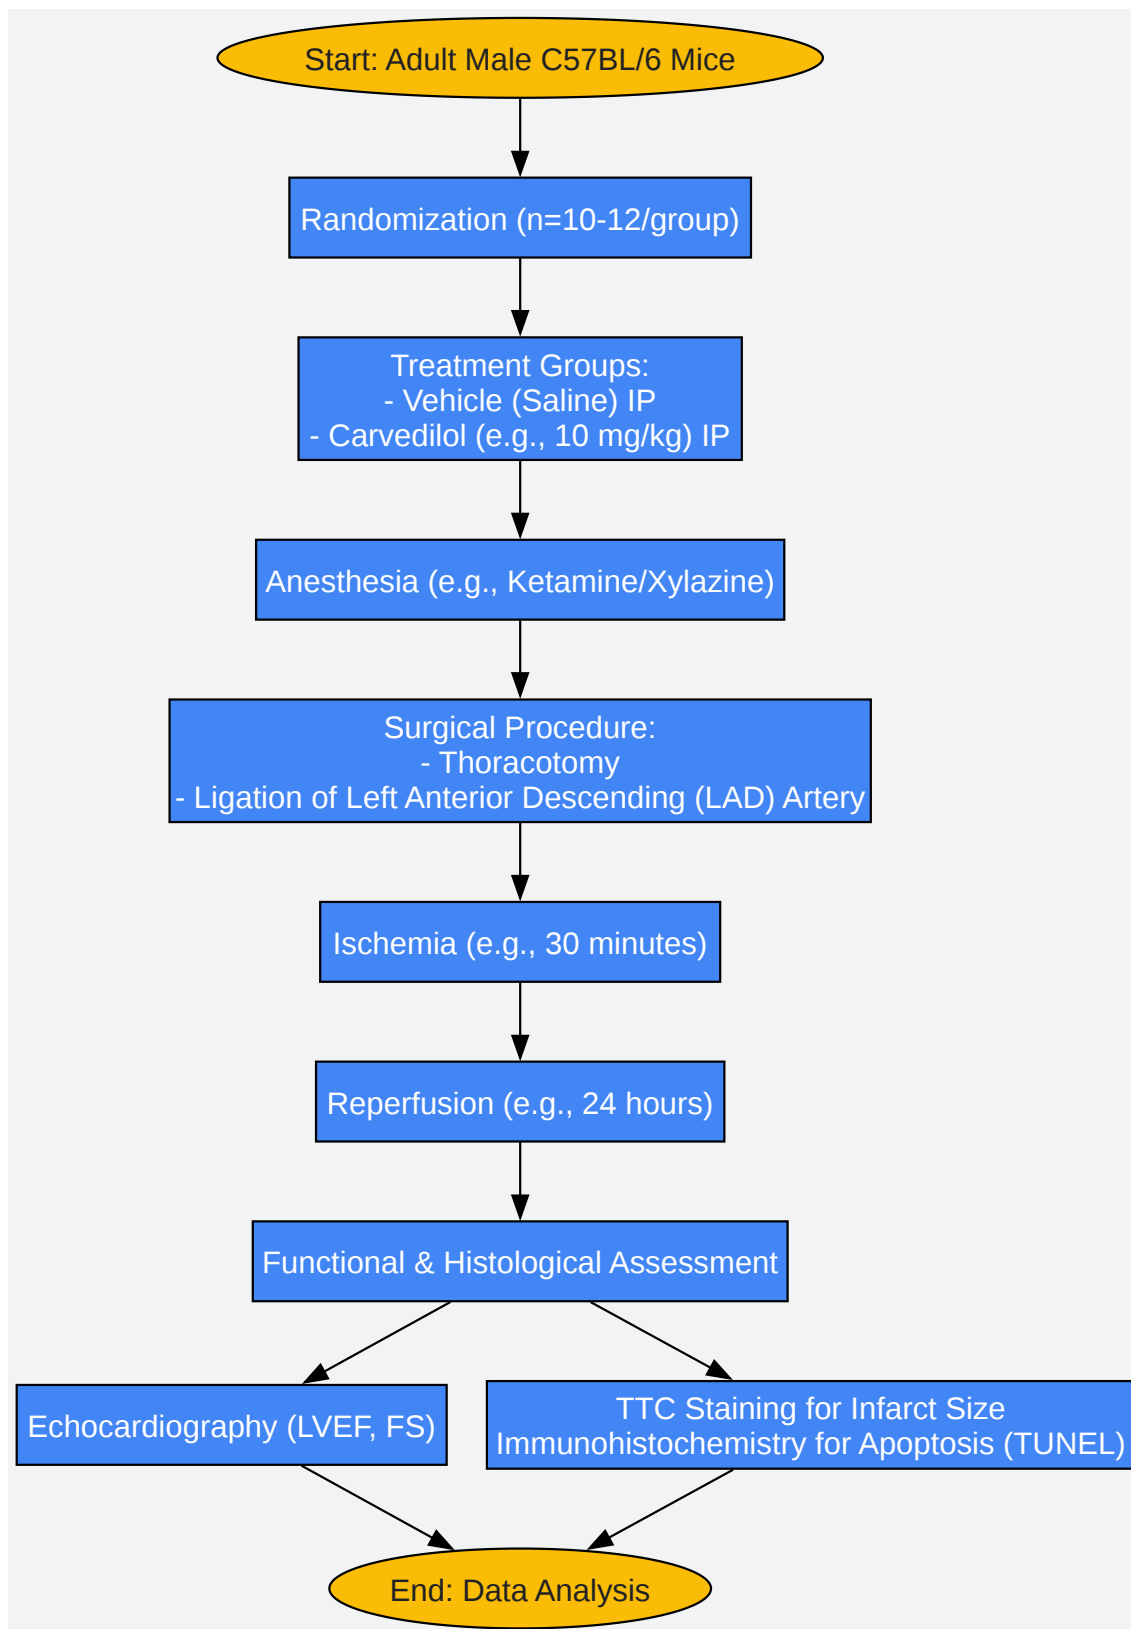 Start: Adult Male C57BL/6 Mice
Randomization (n=10-12/group)
Treatment Groups:
- Vehicle (Saline) IP
- Carvedilol (e.g., 10 mg/kg) IP
Anesthesia (e.g., Ketamine/Xylazine)
Surgical Procedure:
- Thoracotomy
- Ligation of Left Anterior Descending (LAD) Artery
Ischemia (e.g., 30 minutes)
Reperfusion (e.g., 24 hours)
Functional & Histological Assessment
Echocardiography (LVEF, FS)
TTC Staining for Infarct Size
Immunohistochemistry for Apoptosis (TUNEL)
End: Data Analysis